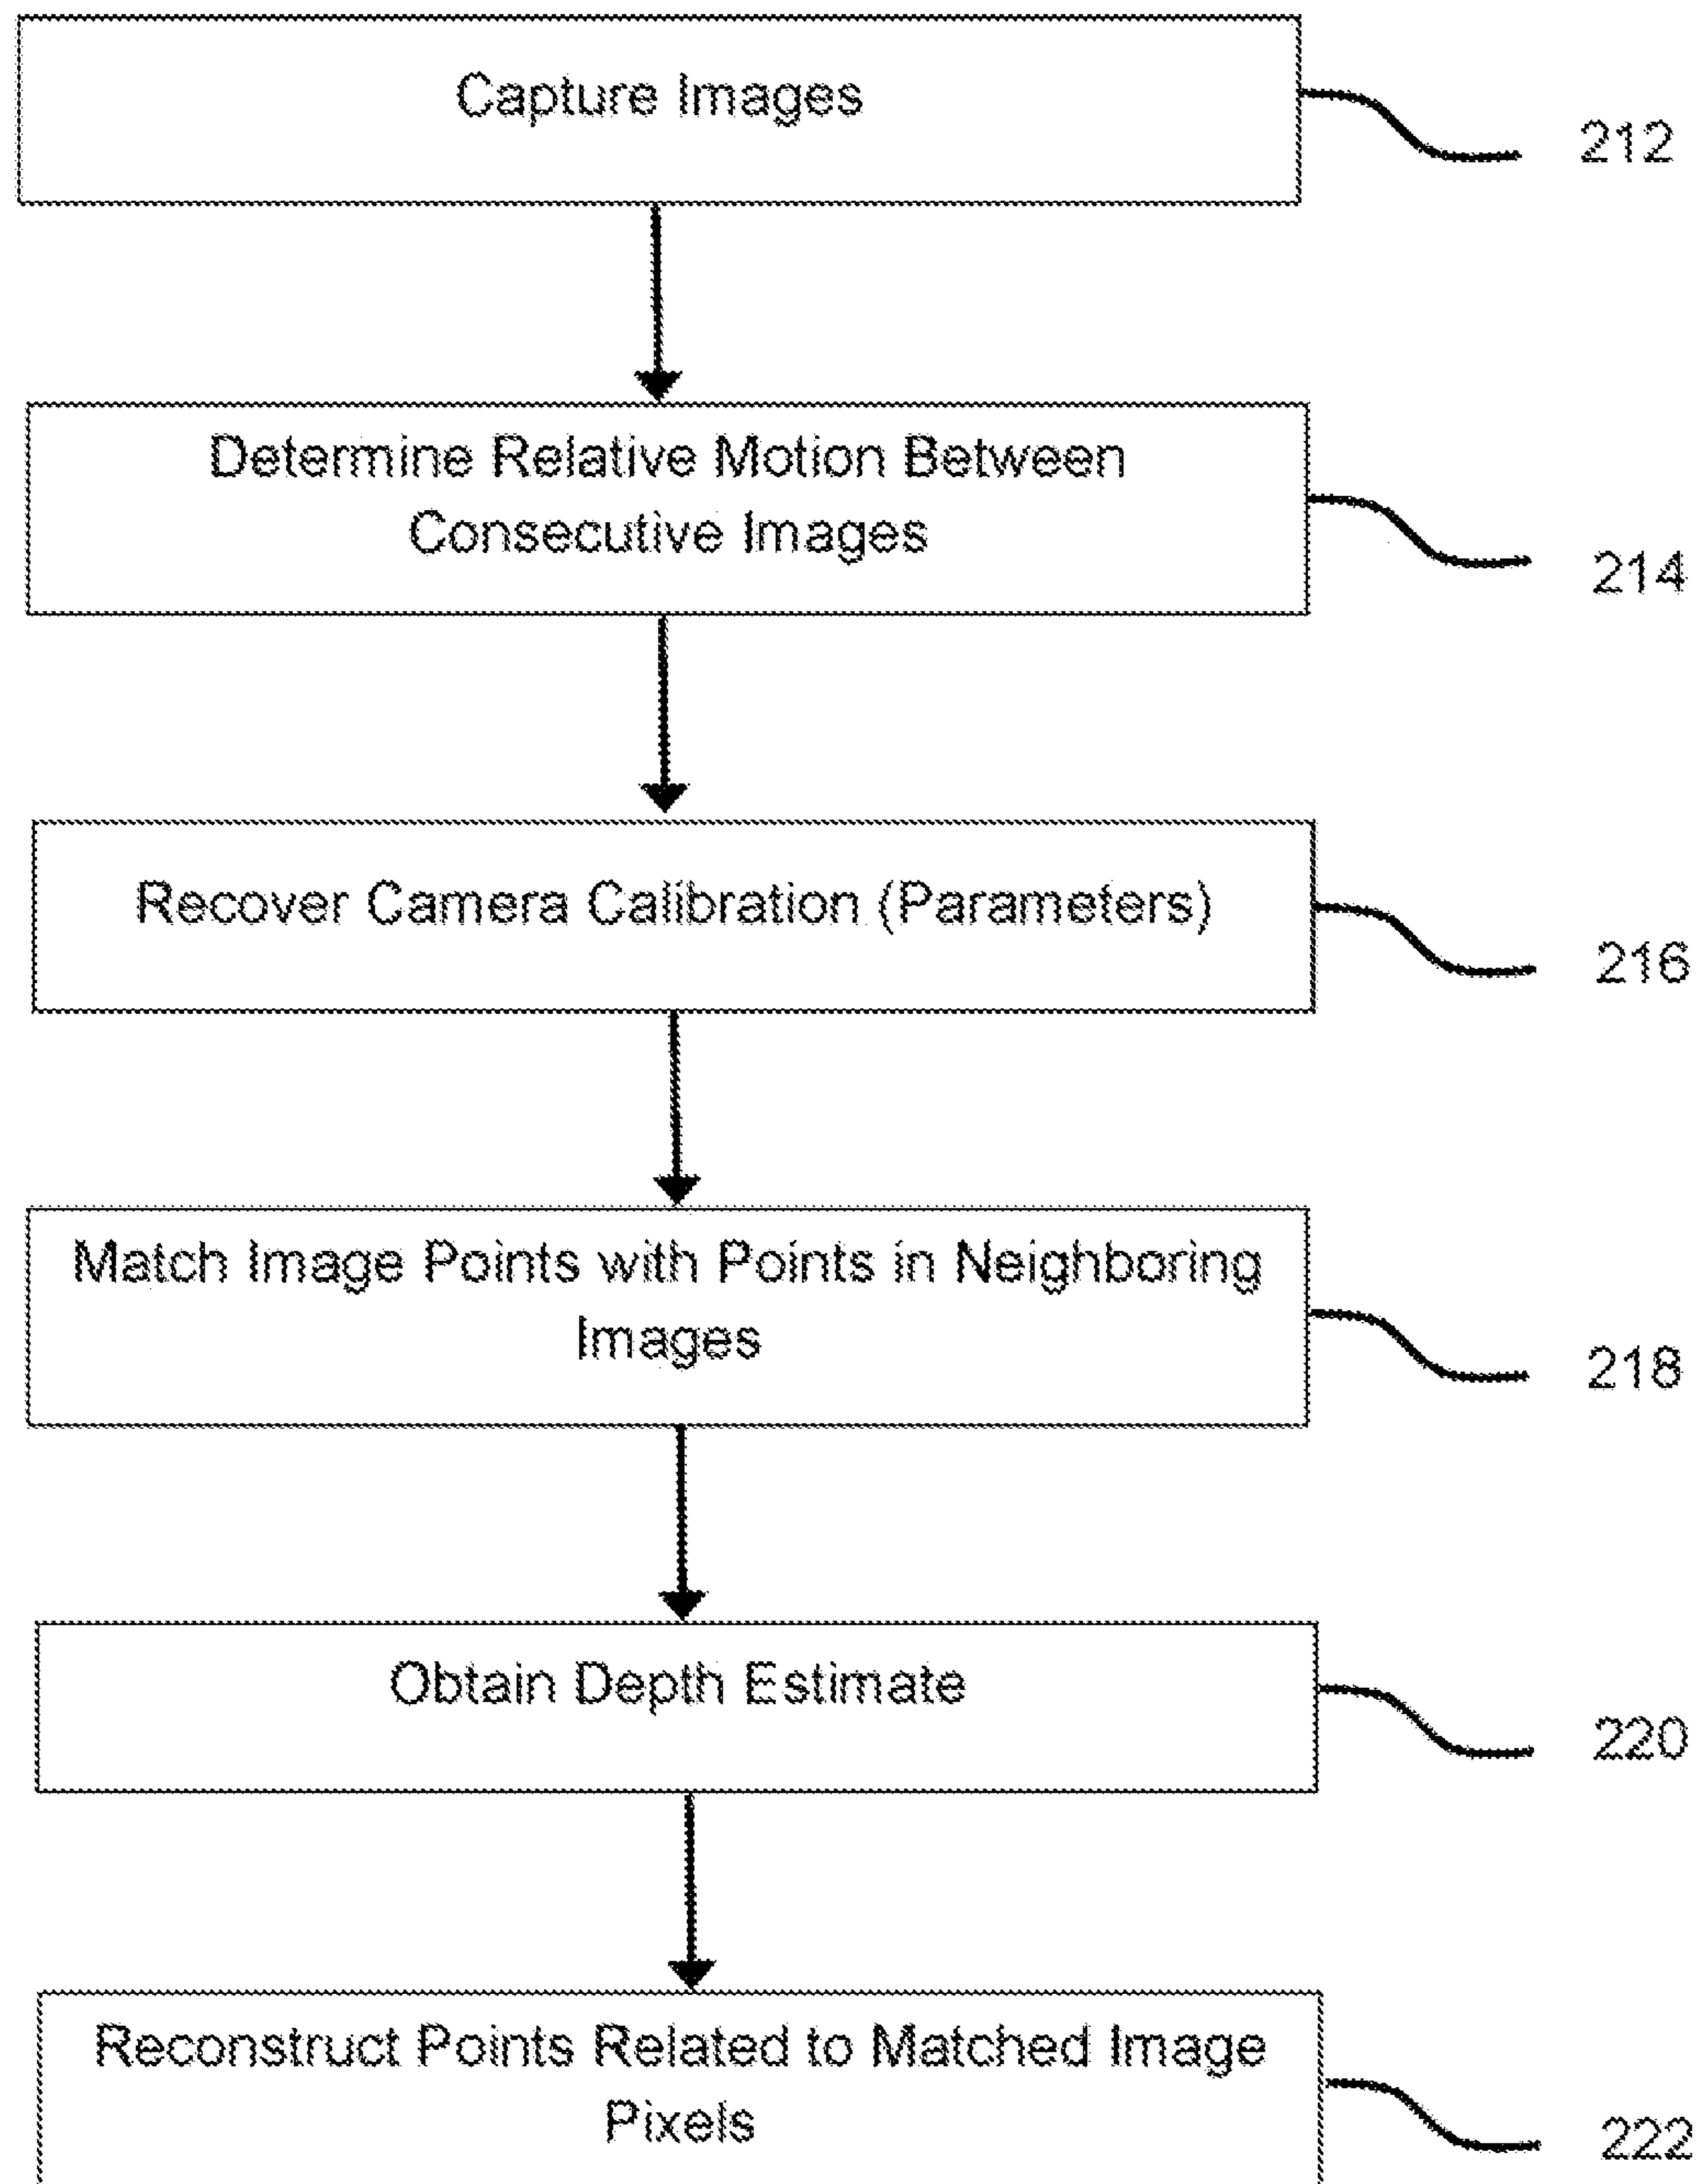 Capture Images
212
Determine Relative Motion Between
Consecutive Images
214
Recover Camera Calibration (Parameters)
216
Match Image Points with Points in Neighboring
Images
218
Obtain Depth Estimate
220
Reconstruct Points Related to Matched Image
Pixels
222